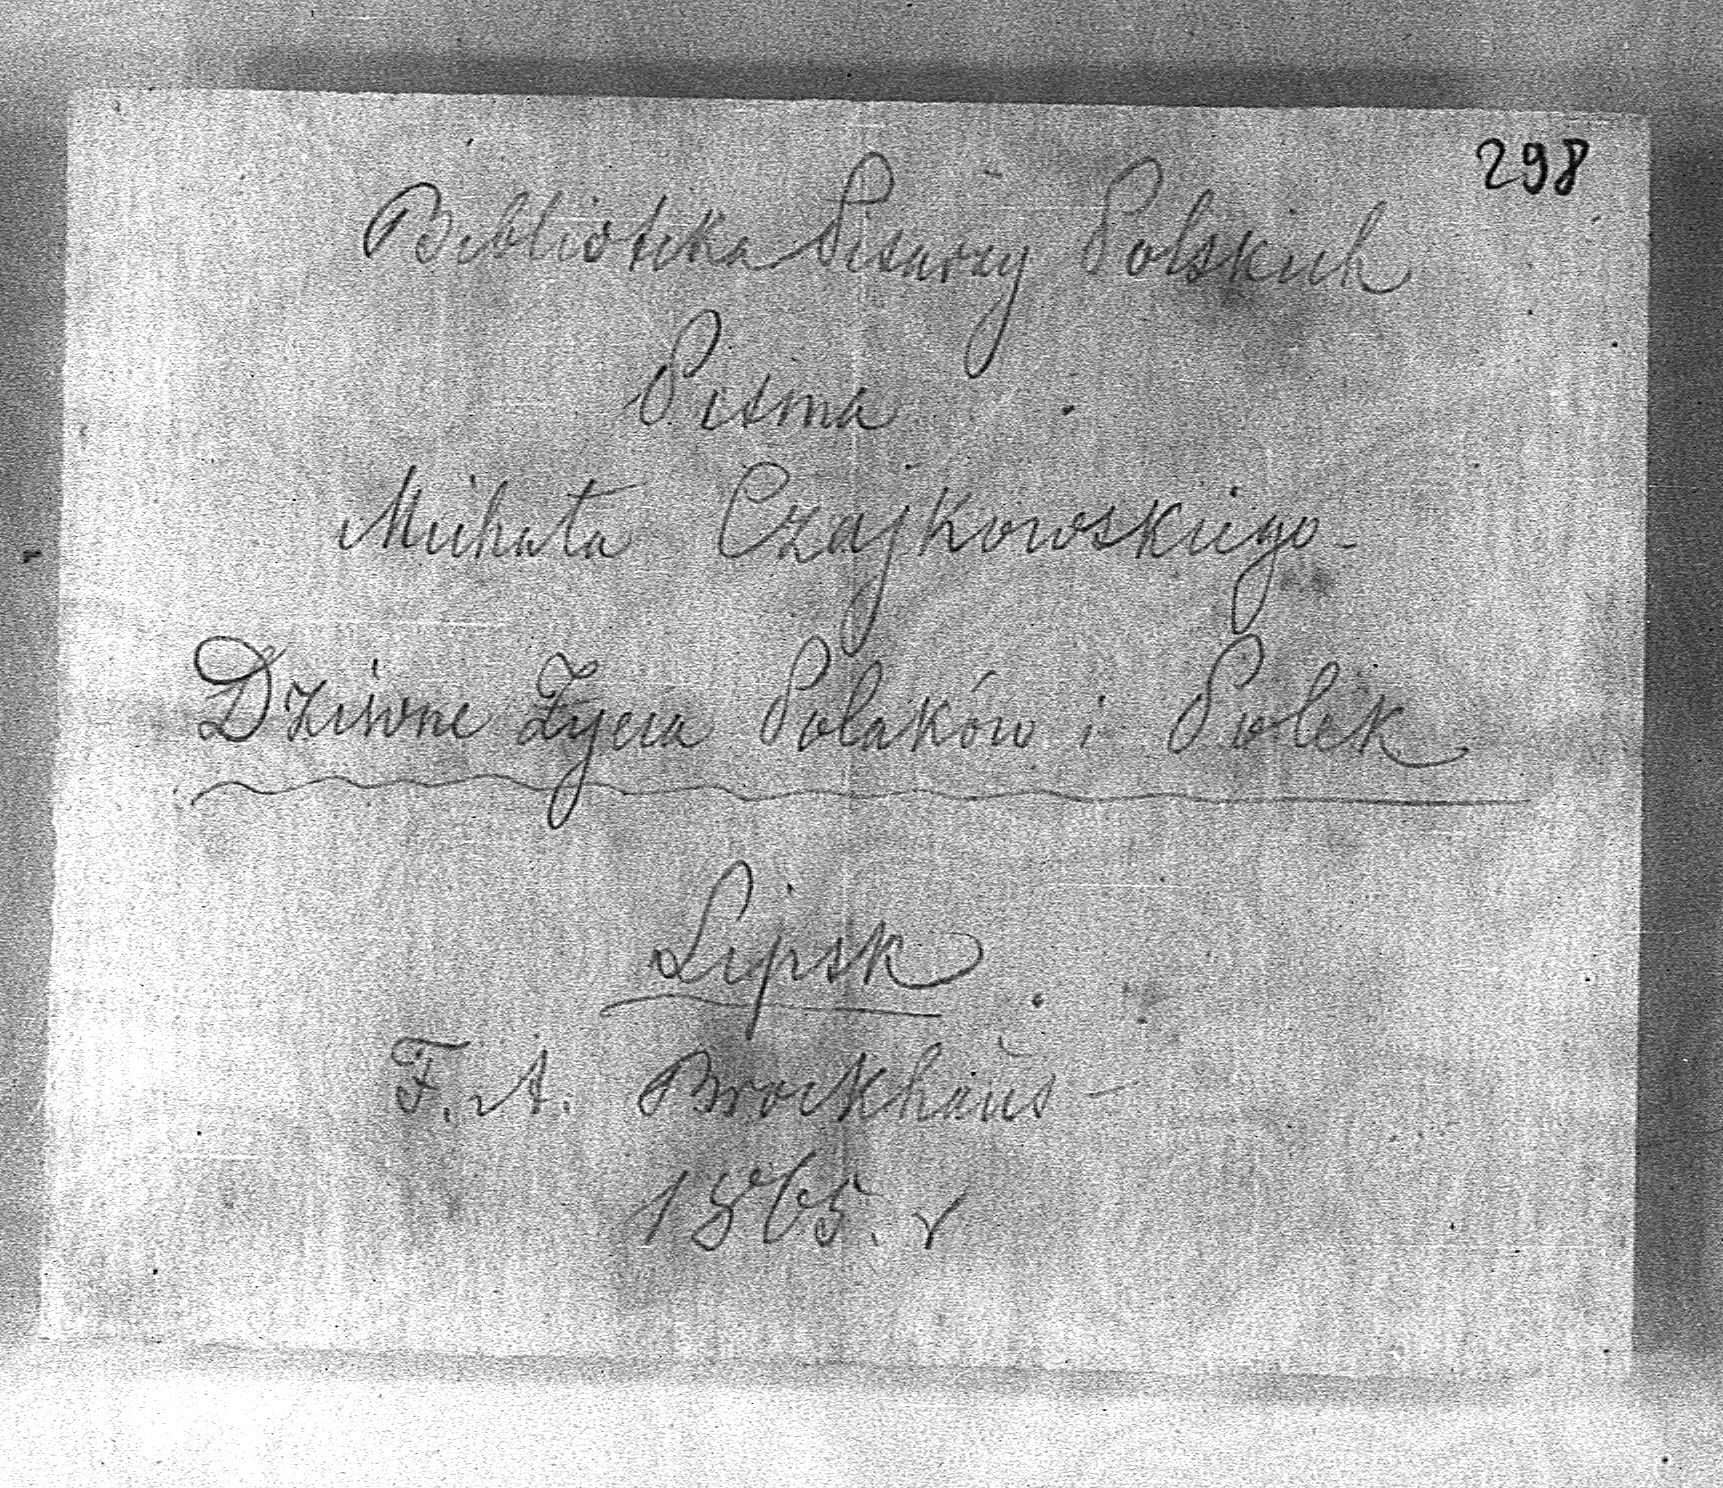 298
Biblioteka Pisarzy Polskich
Pisma
Michała Czajkowskiego
Dziwne Życia Polaków i Polek
Lipsk
F. A. Brockhaus
1865. r